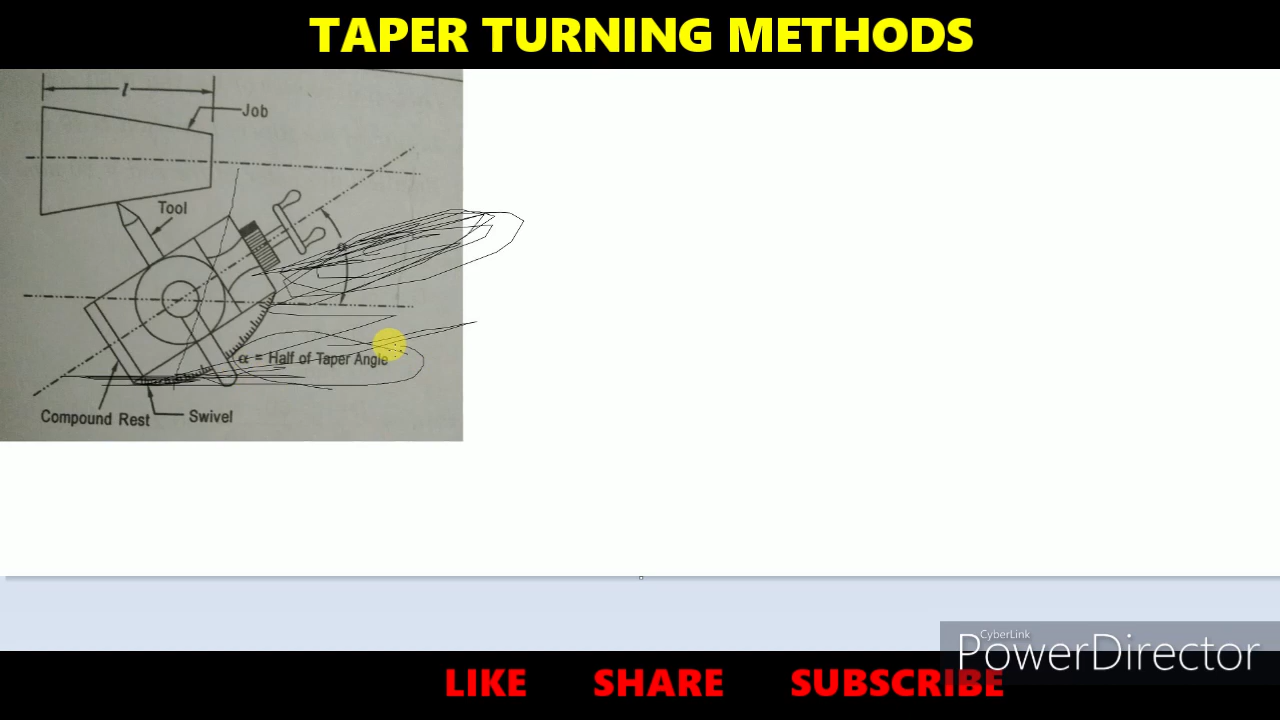 TAPER TURNING METHODS
l
Job
Tool
α
α = Half of Taper Angle
Compound Rest
Swivel
CyberLink
PowerDirector
LIKE SHARE SUBSCRIBE